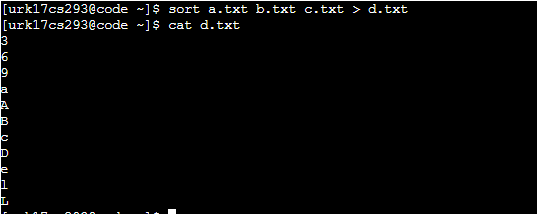 [urk17cs293@code ~]$ sort a.txt b.txt c.txt > d.txt
[urk17cs293@code ~]$ cat d.txt
3
6
9
a
A
B
c
D
e
l
L